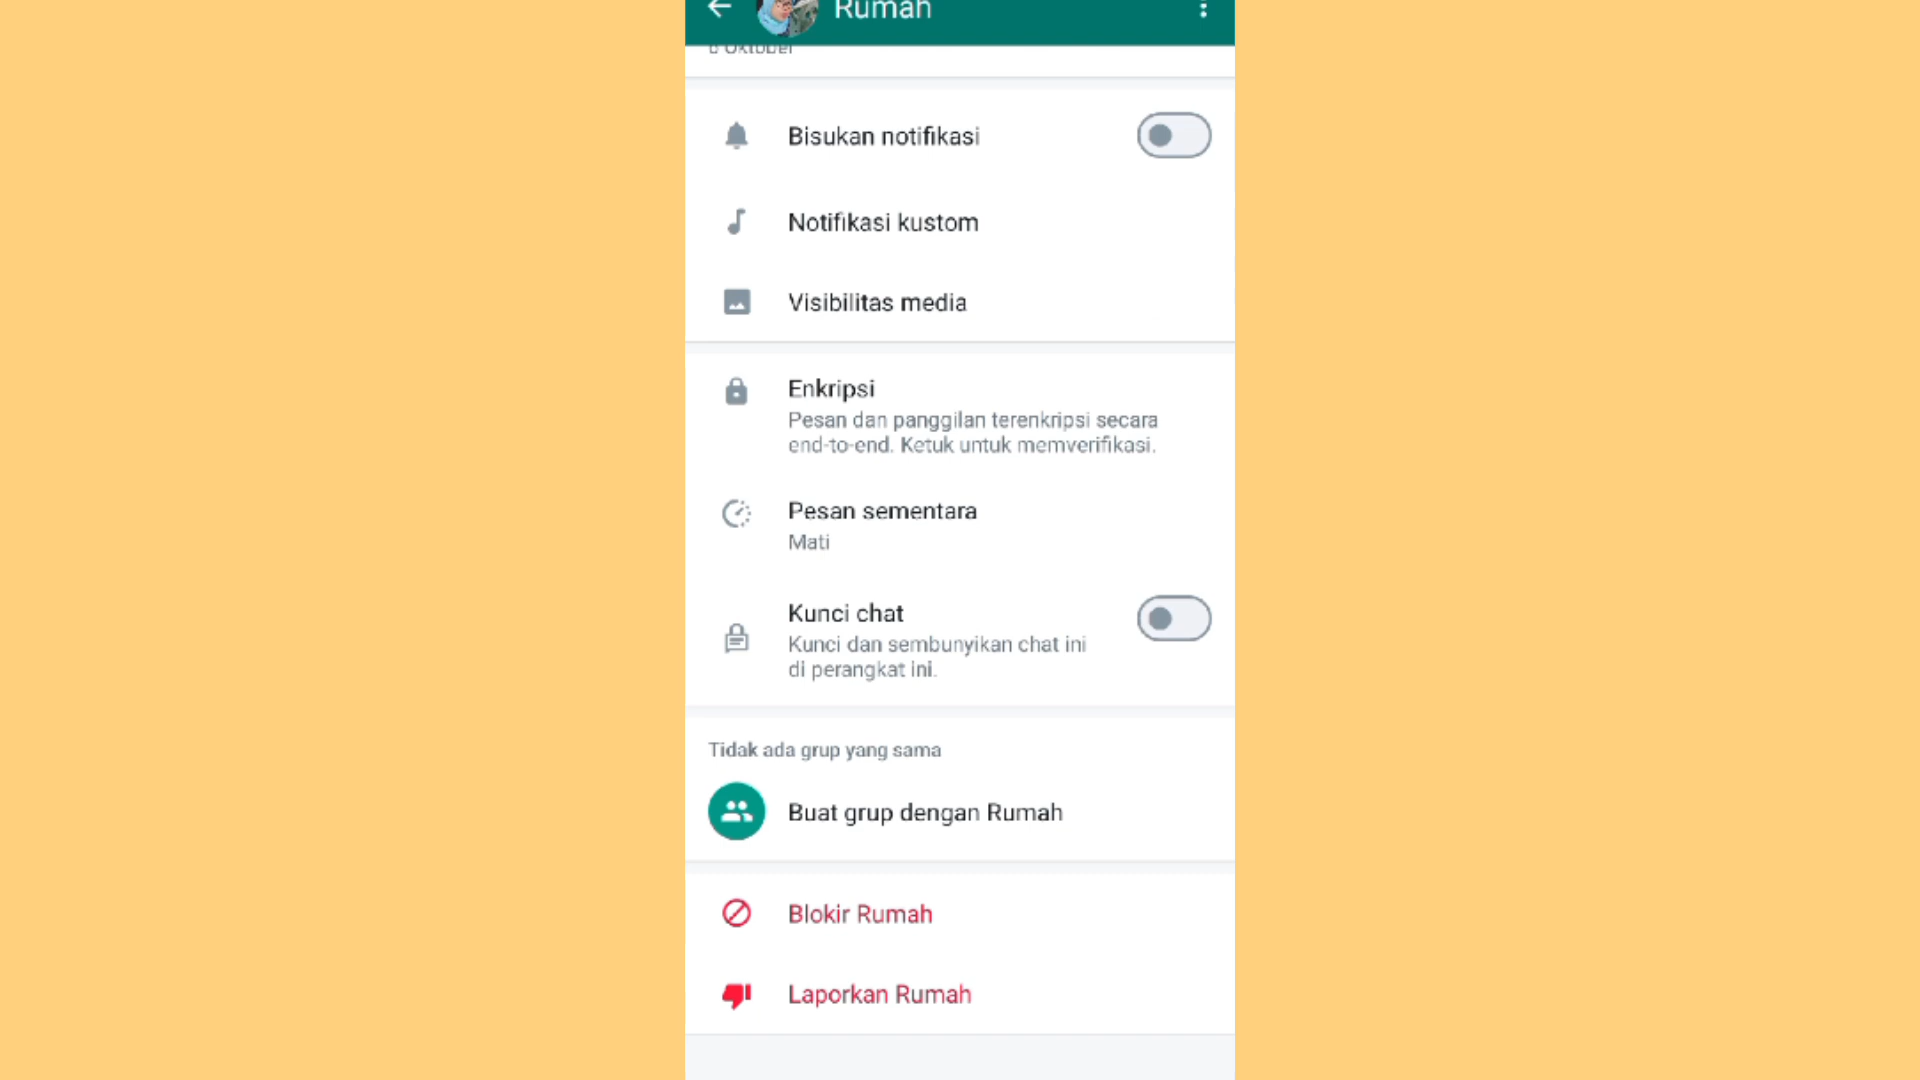 Rumah
6 Oktober
Bisukan notifikasi
Notifikasi kustom
Visibilitas media
Enkripsi
Pesan dan panggilan terenkripsi secara
end-to-end. Ketuk untuk memverifikasi.
Pesan sementara
Mati
Kunci chat
Kunci dan sembunyikan chat ini
di perangkat ini.
Tidak ada grup yang sama
Buat grup dengan Rumah
Blokir Rumah
Laporkan Rumah